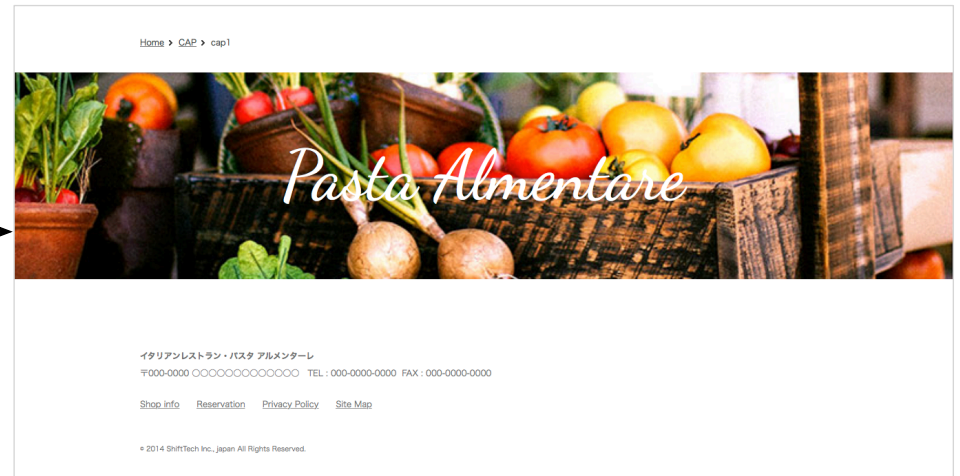 Home > CAP > cap1
Pasta Almentare
イタリアンレストラン・パスタ アルメンターレ
〒000-0000 ○○○○○○○○○○○○○ TEL : 000-0000-0000 FAX : 000-0000-0000
Shop info Reservation Privacy Policy Site Map
© 2014 ShiftTech Inc., japan All Rights Reserved.